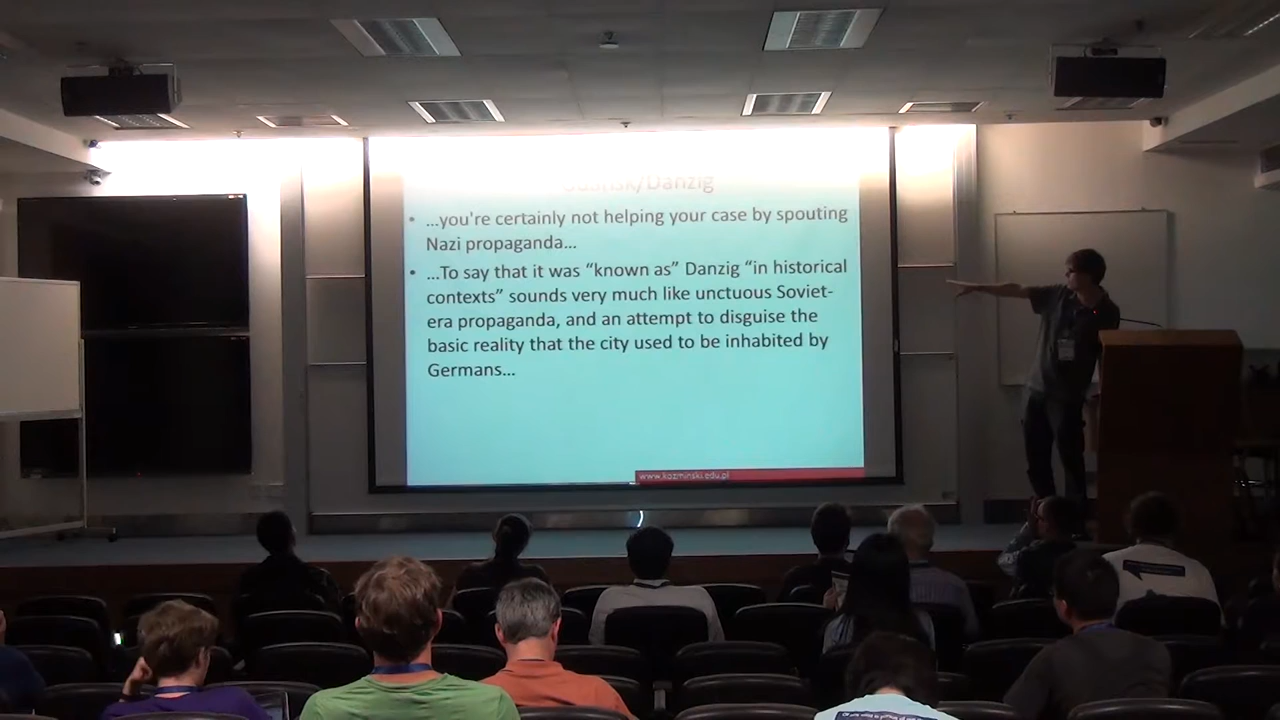 Gdańsk/Danzig
• …you're certainly not helping your case by spouting
Nazi propaganda…
• …To say that it was “known as” Danzig “in historical
contexts” sounds very much like unctuous Soviet-
era propaganda, and an attempt to disguise the
basic reality that the city used to be inhabited by
Germans…
www.kozminski.edu.pl